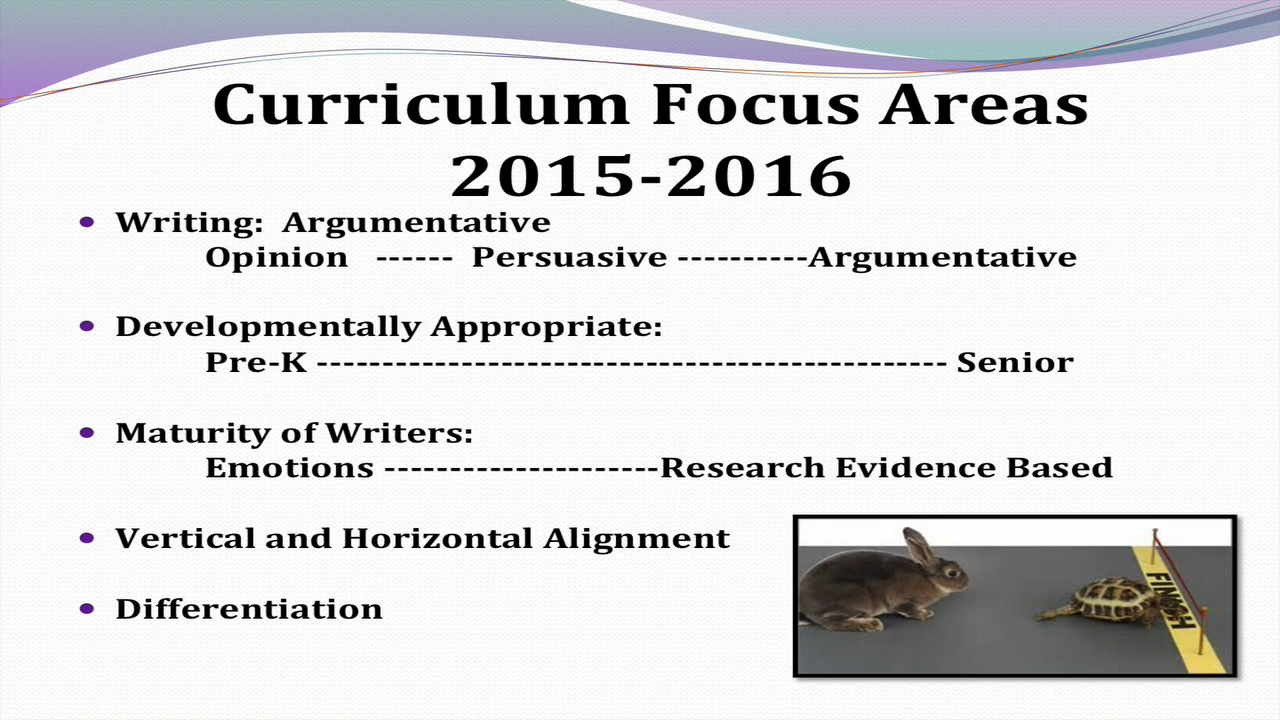 Curriculum Focus Areas
2015-2016
• Writing:  Argumentative
Opinion   ------  Persuasive ----------Argumentative
• Developmentally Appropriate:
Pre-K ------------------------------------------------ Senior
• Maturity of Writers:
Emotions ---------------------Research Evidence Based
• Vertical and Horizontal Alignment
• Differentiation
FINISH